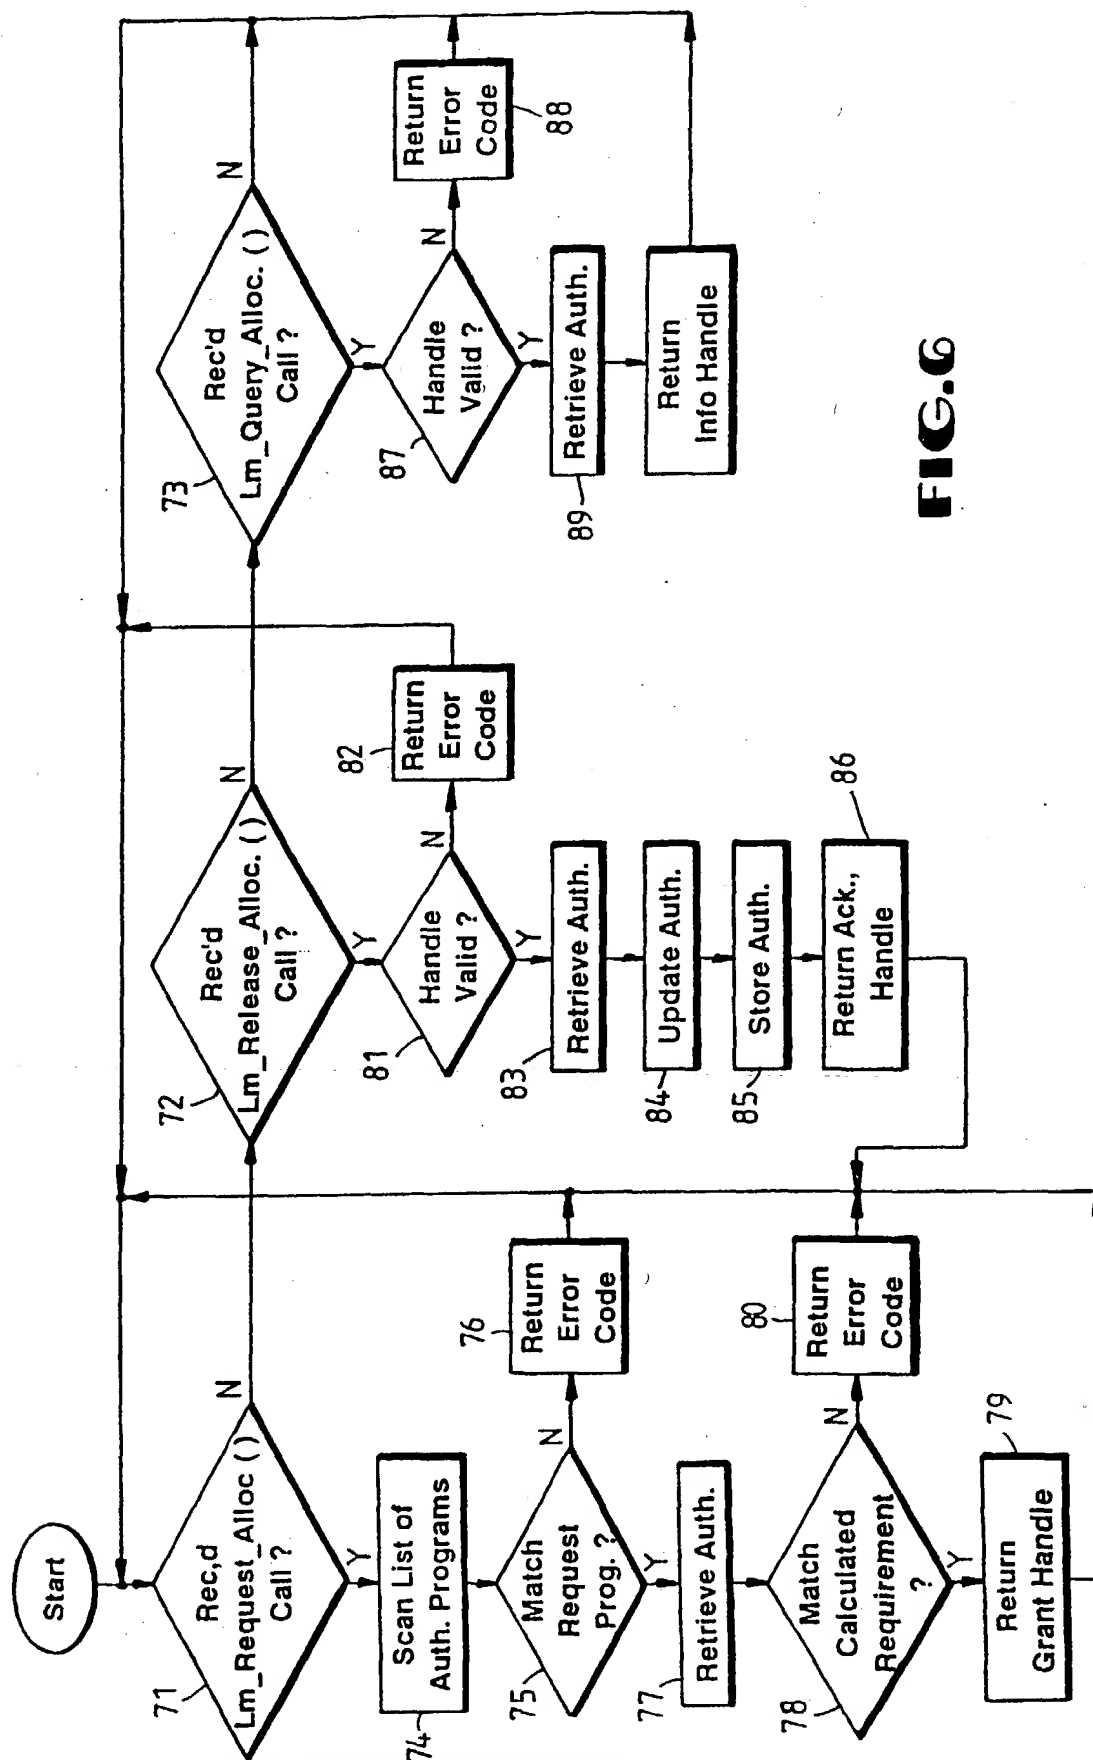 Start
71
Rec,d
Lm_Request_Alloc ( )
Call ?
N
Y
Scan List of
Auth. Programs
74
75
Match
Request
Prog. ?
N
Y
76
Return
Error
Code
77
Retrieve Auth.
78
Match
Calculated
Requirement
?
N
Y
80
Return
Error
Code
79
Return
Grant Handle
72
Rec'd
Lm_Release_Alloc. ( )
Call ?
N
Y
81
Handle
Valid ?
N
Y
82
Return
Error
Code
83
Retrieve Auth.
84
Update Auth.
85
Store Auth.
86
Return Ack.,
Handle
73
Rec'd
Lm_Query_Alloc. ( )
Call ?
N
Y
87
Handle
Valid ?
N
Y
Return
Error
Code
88
89
Retrieve Auth.
Return
Info Handle
FIG.6